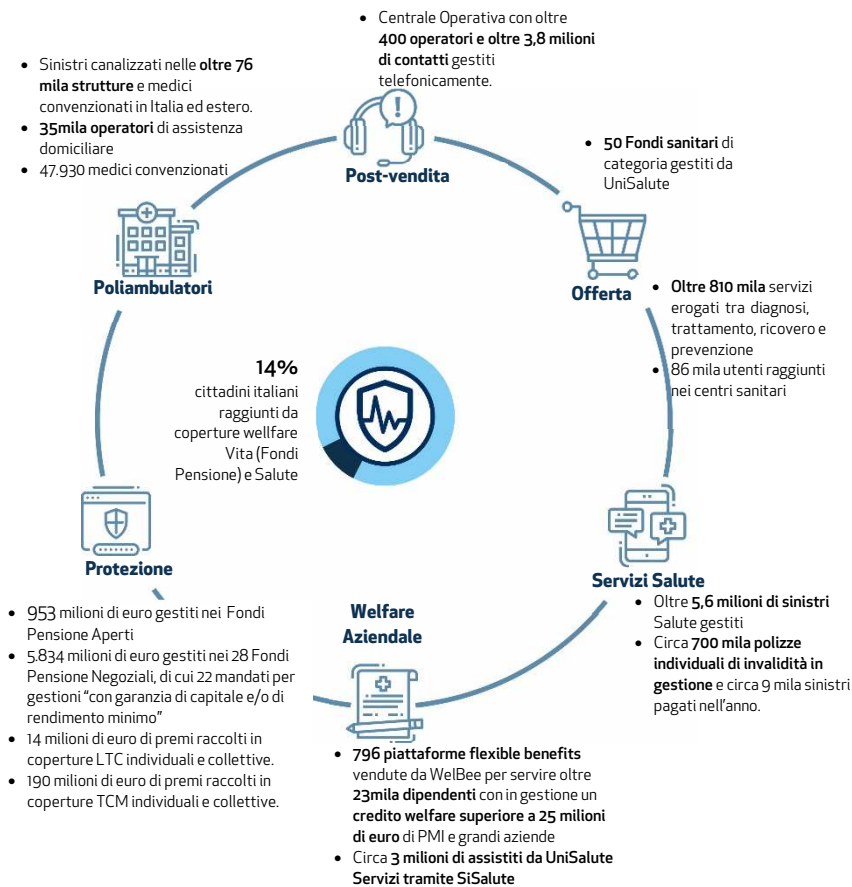 • Centrale Operativa con oltre
400 operatori e oltre 3,8 milioni
di contatti gestiti
telefonicamente.
Post-vendita
• Sinistri canalizzati nelle oltre 76
mila strutture e medici
convenzionati in Italia ed estero.
• 35mila operatori di assistenza
domiciliare
• 47.930 medici convenzionati
Poliambulatori
• 50 Fondi sanitari di
categoria gestiti da
UniSalute
Offerta
• Oltre 810 mila servizi
erogati tra diagnosi,
trattamento, ricovero e
prevenzione
• 86 mila utenti raggiunti
nei centri sanitari
14%
cittadini italiani
raggiunti da
coperture wellfare
Vita (Fondi
Pensione) e Salute
Protezione
• 953 milioni di euro gestiti nei Fondi
Pensione Aperti
• 5.834 milioni di euro gestiti nei 28 Fondi
Pensione Negoziali, di cui 22 mandati per
gestioni “con garanzia di capitale e/o di
rendimento minimo”
• 14 milioni di euro di premi raccolti in
coperture LTC individuali e collettive.
• 190 milioni di euro di premi raccolti in
coperture TCM individuali e collettive.
Servizi Salute
• Oltre 5,6 milioni di sinistri
Salute gestiti
• Circa 700 mila polizze
individuali di invalidità in
gestione e circa 9 mila sinistri
pagati nell’anno.
Welfare
Aziendale
• 796 piattaforme flexible benefits
vendute da WelBee per servire oltre
23mila dipendenti con in gestione un
credito welfare superiore a 25 milioni
di euro di PMI e grandi aziende
• Circa 3 milioni di assistiti da UniSalute
Servizi tramite SiSalute